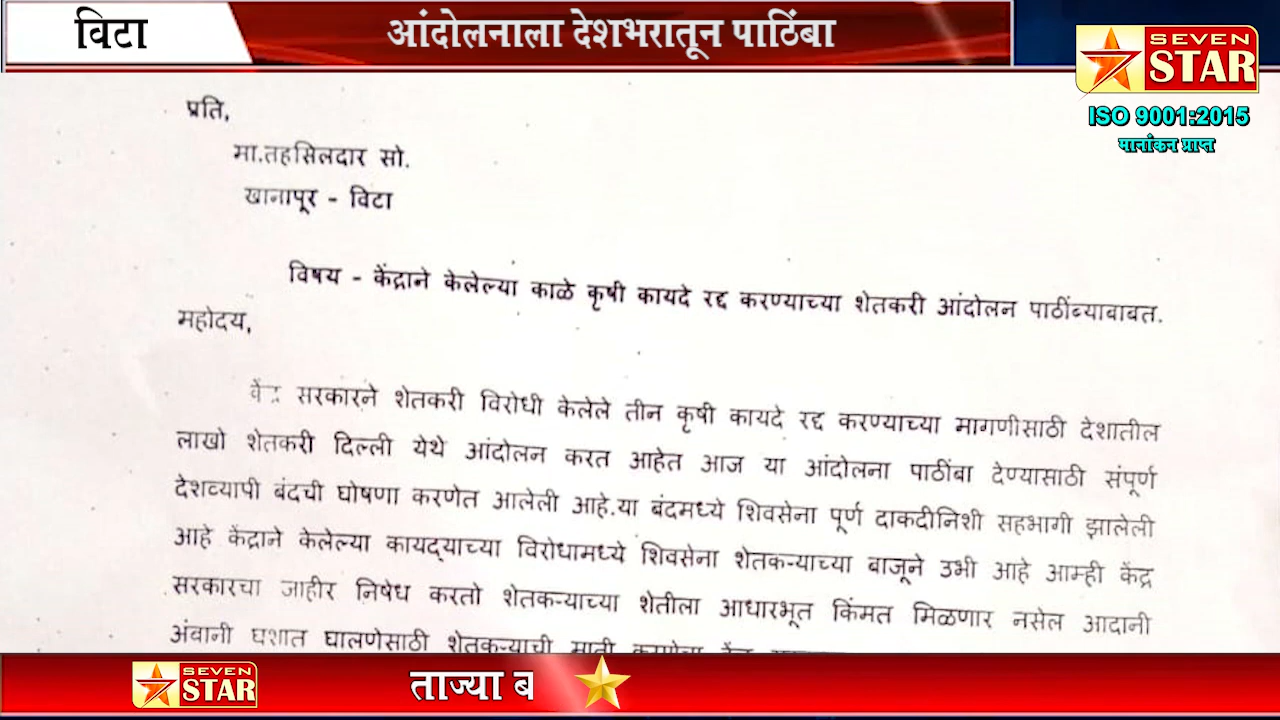 विटा
आंदोलनाला देशभरातून पाठिंबा
SEVEN
STAR
ISO 9001:2015
मानांकन प्राप्त
प्रति,
मा.तहसिलदार सो.
खानापूर - विटा
विषय - केंद्राने केलेल्या काळे कृषी कायदे रद्द करण्याच्या शेतकरी आंदोलन पाठींब्याबाबत.
महोदय,
केंद्र सरकारने शेतकरी विरोधी केलेले तीन कृषी कायदे रद्द करण्याच्या मागणीसाठी देशातील
लाखो शेतकरी दिल्ली येथे आंदोलन करत आहेत आज या आंदोलना पाठींबा देण्यासाठी संपूर्ण
देशव्यापी बंदची घोषणा करणेत आलेली आहे.या बंदमध्ये शिवसेना पूर्ण दाकदीनिशी सहभागी झालेली
आहे केंद्राने केलेल्या कायद्याच्या विरोधामध्ये शिवसेना शेतकऱ्याच्या बाजूने उभी आहे आम्ही केंद्र
सरकारचा जाहीर निषेध करतो शेतकऱ्याच्या शेतीला आधारभूत किंमत मिळणार नसेल आदानी
अंवानी घशात घालणेसाठी शेतकऱ्याची माती
SEVEN
STAR
ताज्या ब